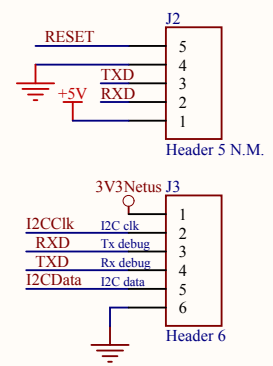 J2
RESET 5
4
TXD 3
RXD 2
+5V 1
Header 5 N.M.
3V3Netus J3
1
I2CClk I2C clk 2
RXD Tx debug 3
TXD Rx debug 4
I2CData I2C data 5
6
Header 6